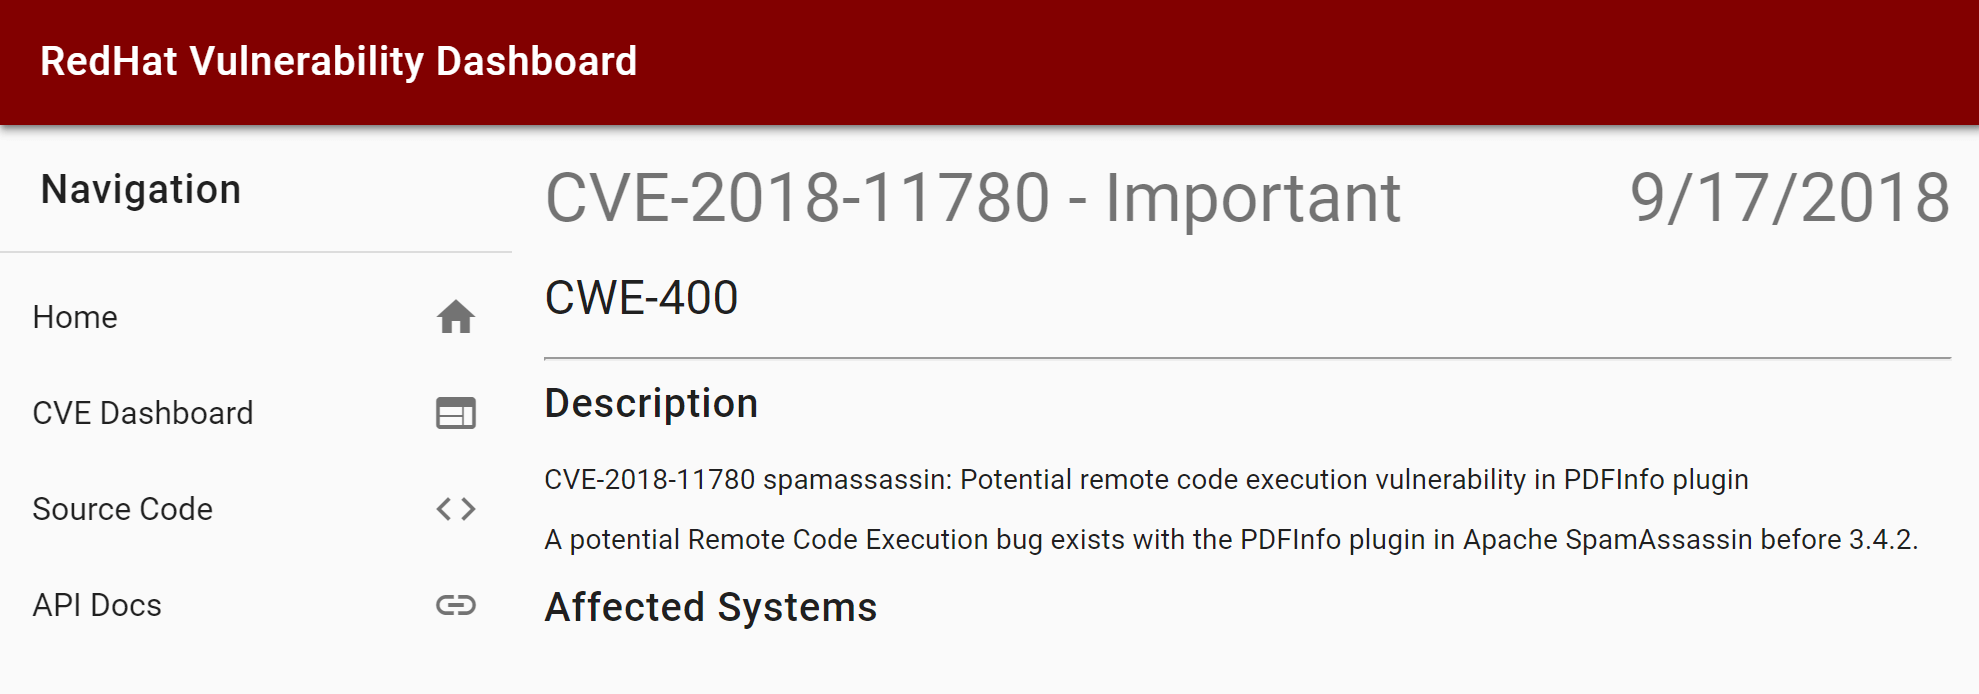 RedHat Vulnerability Dashboard
Navigation
Home
CVE Dashboard
Source Code
API Docs
CVE-2018-11780 - Important
9/17/2018
CWE-400
Description
CVE-2018-11780 spamassassin: Potential remote code execution vulnerability in PDFInfo plugin
A potential Remote Code Execution bug exists with the PDFInfo plugin in Apache SpamAssassin before 3.4.2.
Affected Systems